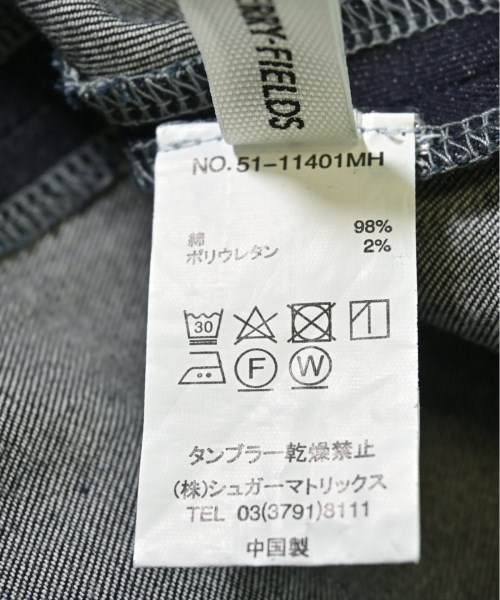 ERRY·FIELDS
NO. 51-11401MH
綿 98%
ポリウレタン 2%
30
F W
タンブラー乾燥禁止
(株)シュガーマトリックス
TEL 03(3791)8111
中国製